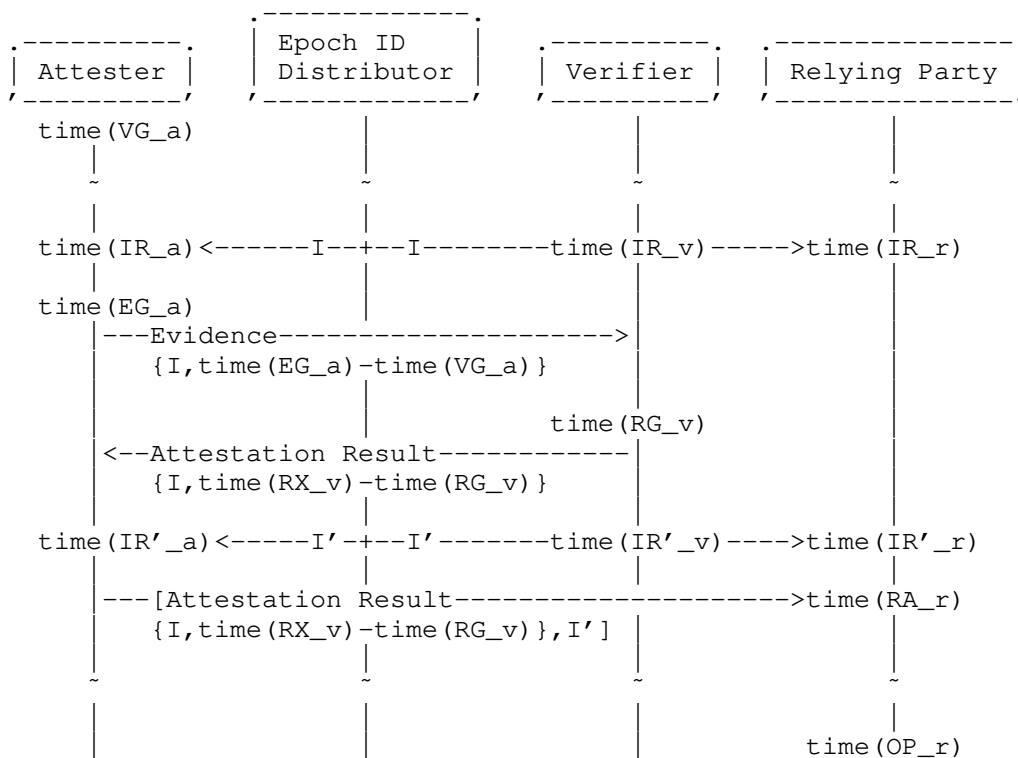 .-------------.
.----------.       |  Epoch ID   |     .----------.  .---------------
| Attester |       | Distributor |     | Verifier |  | Relying Party
'----------'       '-------------'     '----------'  '---------------'
  time(VG_a)               |                  |                |
      |                    |                  |                |
      ~                    ~                  ~                ~
      |                    |                  |                |
  time(IR_a)<------I--+--I--------time(IR_v)----->time(IR_r)
      |                    |                  |                |
  time(EG_a)               |                  |                |
      |---Evidence--------------------->|                |
      |   {I,time(EG_a)-time(VG_a)}     |                |
      |                    |                  |                |
      |                    |            time(RG_v)             |
      |<--Attestation Result------------|                |
      |   {I,time(RX_v)-time(RG_v)}     |                |
      |                    |                  |                |
  time(IR'_a)<-----I'-+--I'-------time(IR'_v)---->time(IR'_r)
      |                    |                  |                |
      |---[Attestation Result--------------------->time(RA_r)
      |   {I,time(RX_v)-time(RG_v)},I'] |                |
      |                    |                  |                |
      ~                    ~                  ~                ~
      |                    |                  |                |
      |                    |                  |           time(OP_r)